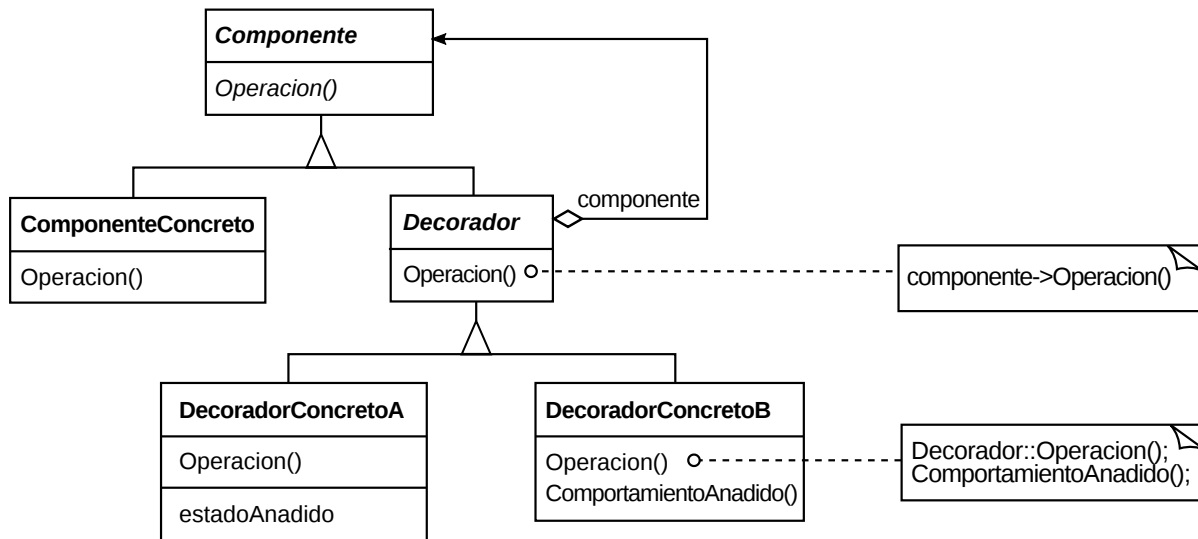 Componente
Operacion()
ComponenteConcreto
Operacion()
Decorador
Operacion()
componente
componente->Operacion()
DecoradorConcretoA
Operacion()
estadoAnadido
DecoradorConcretoB
Operacion()
ComportamientoAnadido()
Decorador::Operacion();
ComportamientoAnadido();